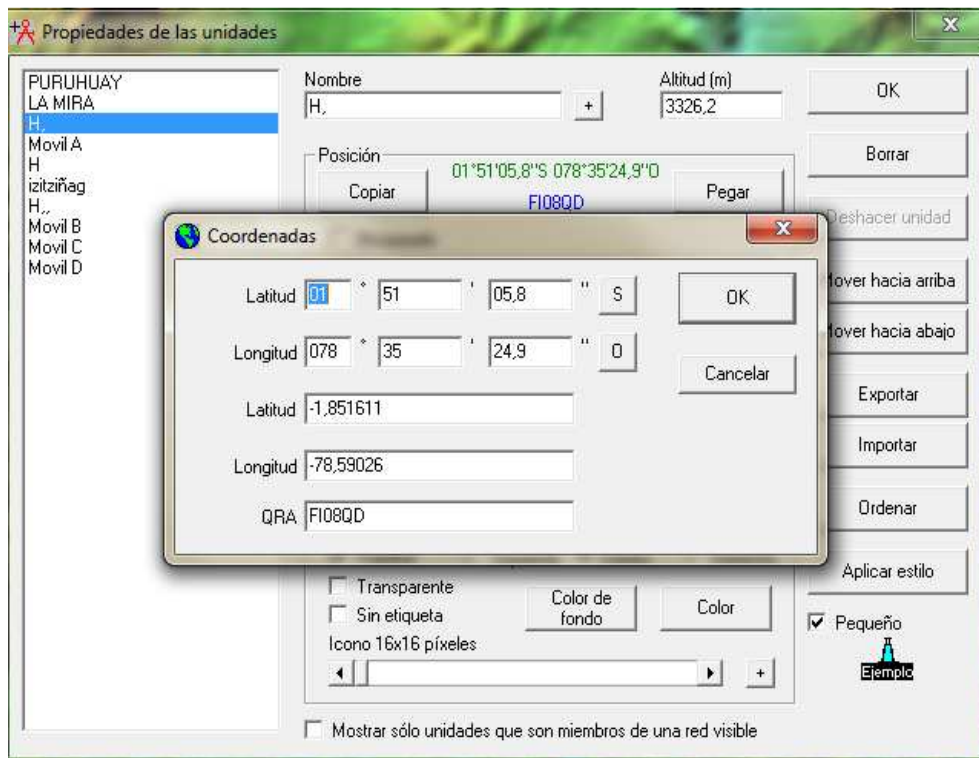 Propiedades de las unidades
PURUHUAY
LA MIRA
H,
Movil A
H
izitziñag
H,,
Movil B
Movil C
Movil D
Nombre
H,
+
Altitud (m)
3326,2
OK
Borrar
Deshacer unidad
Mover hacia arriba
Mover hacia abajo
Exportar
Importar
Ordenar
Aplicar estilo
Pequeño
Ejemplo
Posición
Copiar
01°51'05,8"S 078°35'24,9"O
FI08QD
Pegar
Coordenadas
Latitud 01 ° 51 ' 05,8 " S
Longitud 078 ° 35 ' 24,9 " O
Latitud -1,851611
Longitud -78,59026
QRA FI08QD
OK
Cancelar
Transparente
Sin etiqueta
Color de
fondo
Color
Icono 16x16 píxeles
+
Mostrar sólo unidades que son miembros de una red visible